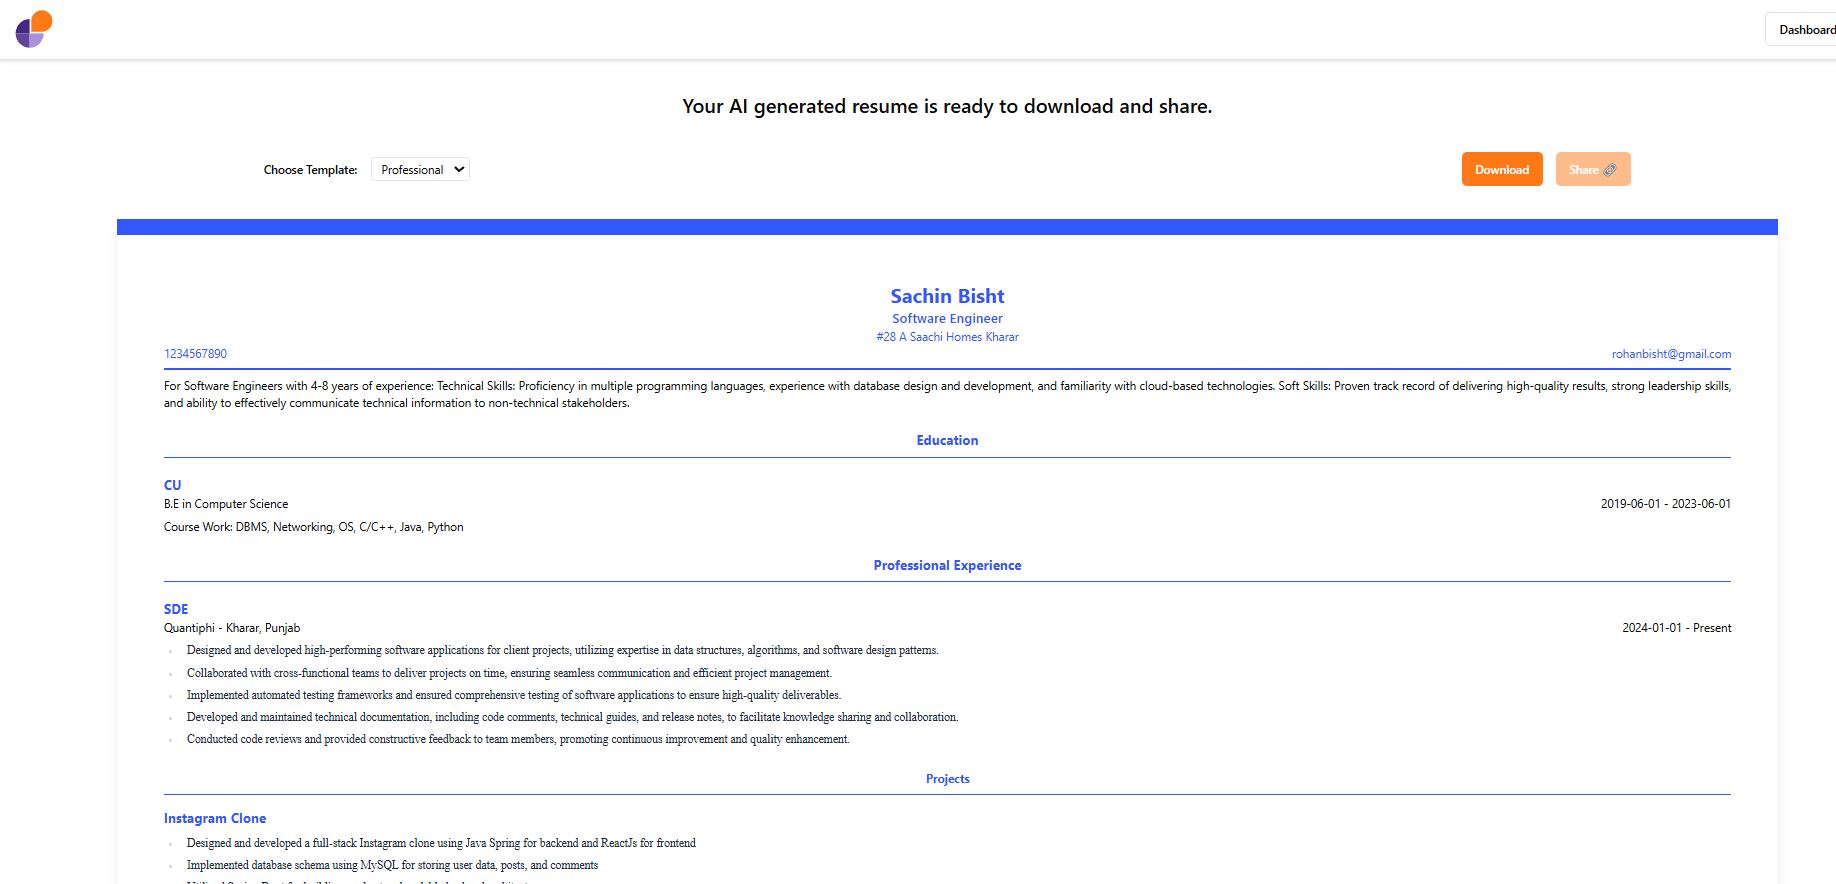 Dashboard
Your AI generated resume is ready to download and share.
Choose Template: Professional
Download
Share
Sachin Bisht
Software Engineer
#28 A Saachi Homes Kharar
1234567890 rohanbisht@gmail.com
For Software Engineers with 4-8 years of experience: Technical Skills: Proficiency in multiple programming languages, experience with database design and development, and familiarity with cloud-based technologies. Soft Skills: Proven track record of delivering high-quality results, strong leadership skills,
and ability to effectively communicate technical information to non-technical stakeholders.
Education
CU
B.E in Computer Science 2019-06-01 - 2023-06-01
Course Work: DBMS, Networking, OS, C/C++, Java, Python
Professional Experience
SDE
Quantiphi - Kharar, Punjab 2024-01-01 - Present
Designed and developed high-performing software applications for client projects, utilizing expertise in data structures, algorithms, and software design patterns.
Collaborated with cross-functional teams to deliver projects on time, ensuring seamless communication and efficient project management.
Implemented automated testing frameworks and ensured comprehensive testing of software applications to ensure high-quality deliverables.
Developed and maintained technical documentation, including code comments, technical guides, and release notes, to facilitate knowledge sharing and collaboration.
Conducted code reviews and provided constructive feedback to team members, promoting continuous improvement and quality enhancement.
Projects
Instagram Clone
Designed and developed a full-stack Instagram clone using Java Spring for backend and ReactJs for frontend
Implemented database schema using MySQL for storing user data, posts, and comments